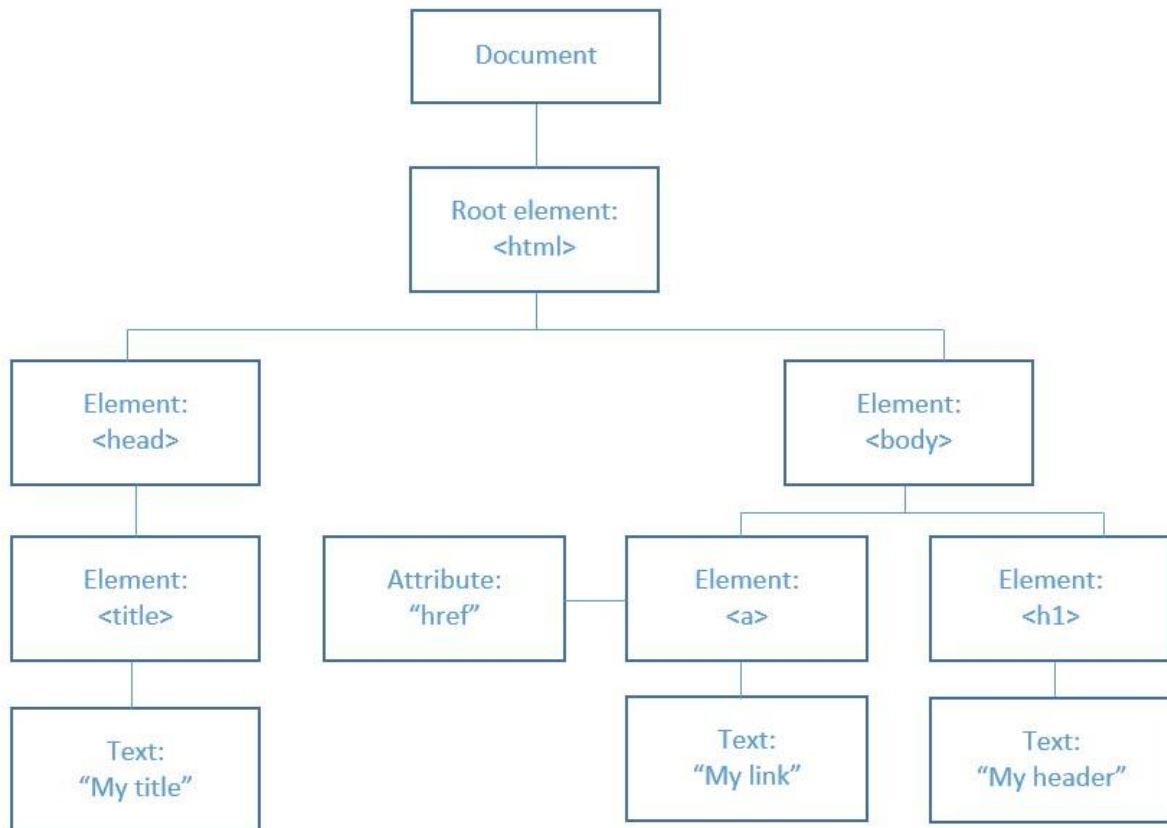 Document
Root element:
<html>
Element:
<head>
Element:
<body>
Element:
<title>
Attribute:
“href”
Element:
<a>
Element:
<h1>
Text:
“My title”
Text:
“My link”
Text:
“My header”